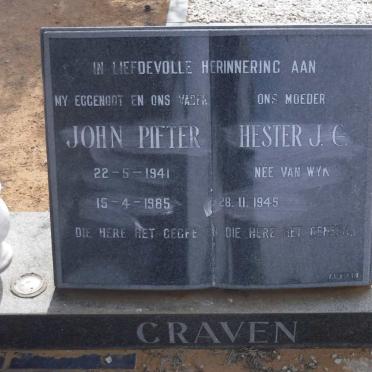 IN LIEFDEVOLLE HERINNERING AAN
MY EGGENOOT EN ONS VADER
JOHN PIETER
22-5-1941
15-4-1985
DIE HERE HET GEGEE
ONS MOEDER
HESTER J. C.
NEE VAN WYK
28.11.1945
DIE HERE HET GENEEM
CRAVEN